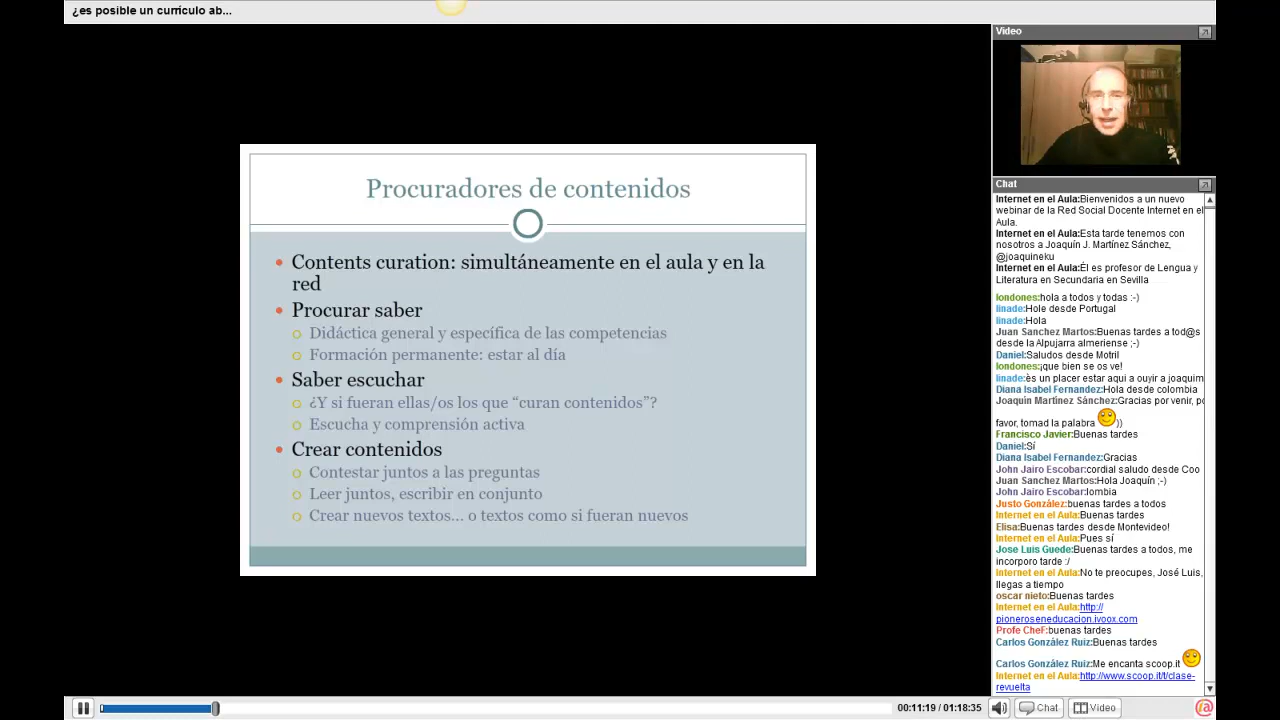 ¿es posible un curriculo ab...
Procuradores de contenidos
Contents curation: simultáneamente en el aula y en la
red
Procurar saber
Didáctica general y específica de las competencias
Formación permanente: estar al día
Saber escuchar
¿Y si fueran ellas/os los que “curan contenidos”?
Escucha y comprensión activa
Crear contenidos
Contestar juntos a las preguntas
Leer juntos, escribir en conjunto
Crear nuevos textos... o textos como si fueran nuevos
Video
Chat
Internet en el Aula:Bienvenidos a un nuevo
webinar de la Red Social Docente Internet en el
Aula.
Internet en el Aula:Esta tarde tenemos con
nosotros a Joaquín J. Martínez Sánchez,
@joaquineku
Internet en el Aula:Él es profesor de Lengua y
Literatura en Secundaria en Sevilla
londones:hola a todos y todas :-)
linade:Hole desde Portugal
linade:Hola
Juan Sanchez Martos:Buenas tardes a tod@s
desde la Alpujarra almeriense ;-)
Daniel:Saludos desde Motril
londones:¡que bien se os ve!
linade:ès un placer estar aqui a ouyir a joaquim
Diana Isabel Fernandez:Hola desde colombia
Joaquín Martínez Sánchez:Gracias por venir, po
favor, tomad la palabra ))
Francisco Javier:Buenas tardes
Daniel:Sí
Diana Isabel Fernandez:Gracias
John Jairo Escobar:cordial saludo desde Coo
Juan Sanchez Martos:Hola Joaquín ;-)
John Jairo Escobar:lombia
Justo González:buenas tardes a todos
Internet en el Aula:Buenas tardes
Elisa:Buenas tardes desde Montevideo!
Internet en el Aula:Pues sí
Jose Luis Guede:Buenas tardes a todos, me
incorporo tarde :/
Internet en el Aula:No te preocupes, José Luis,
llegas a tiempo
oscar nieto:Buenas tardes
Internet en el Aula:http://
pioneroseneducacion.ivoox.com
Profe CheF:buenas tardes
Carlos González Ruiz:Buenas tardes
Carlos González Ruiz:Me encanta scoop.it
Internet en el Aula:http://www.scoop.it/t/clase-
revuelta
00:11:19 / 01:18:35
Chat
Video